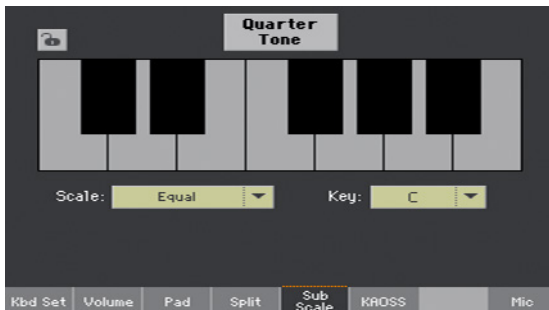 Quarter
Tone
Scale: Equal Key: C
Kbd Set Volume Pad Split Sub Scale KAOSS Mic